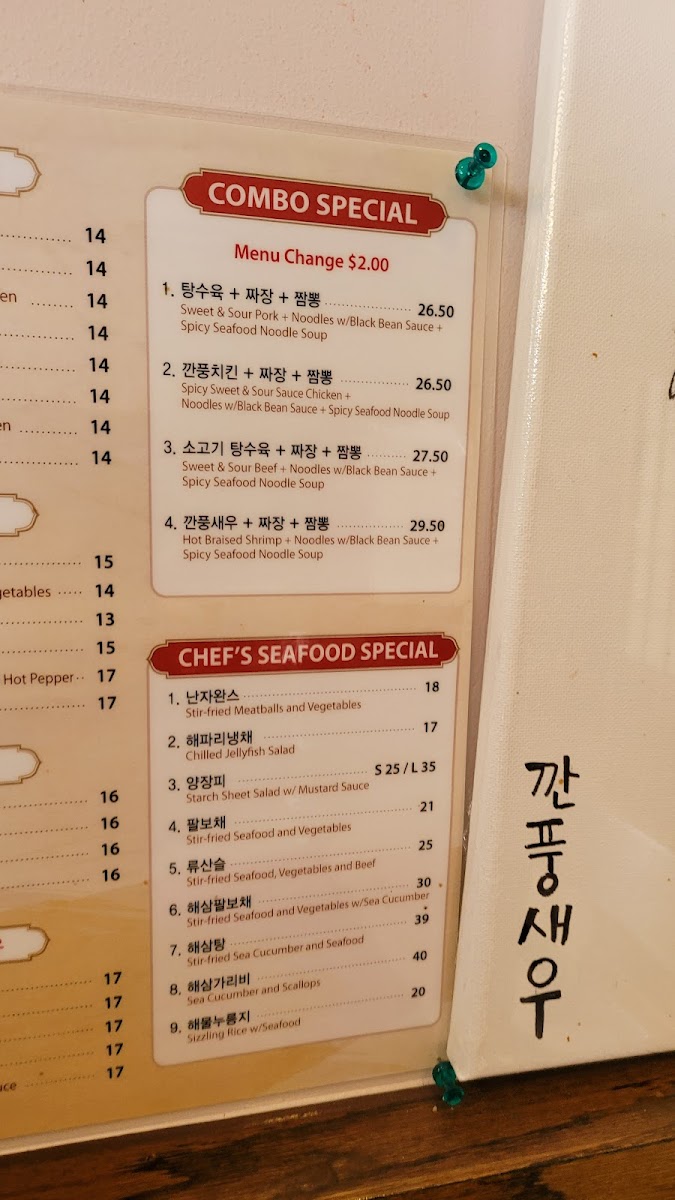 14
14
en 14
14
14
14
en 14
14
15
getables 14
13
15
Hot Pepper 17
17
16
16
16
16
17
17
17
17
uce 17
COMBO SPECIAL
Menu Change $2.00
1. 탕수육 + 짜장 + 짬뽕 26.50
Sweet & Sour Pork + Noodles w/Black Bean Sauce +
Spicy Seafood Noodle Soup
2. 깐풍치킨 + 짜장 + 짬뽕 26.50
Spicy Sweet & Sour Sauce Chicken +
Noodles w/Black Bean Sauce + Spicy Seafood Noodle Soup
3. 소고기 탕수육 + 짜장 + 짬뽕 27.50
Sweet & Sour Beef + Noodles w/Black Bean Sauce +
Spicy Seafood Noodle Soup
4. 깐풍새우 + 짜장 + 짬뽕 29.50
Hot Braised Shrimp + Noodles w/Black Bean Sauce +
Spicy Seafood Noodle Soup
CHEF'S SEAFOOD SPECIAL
1. 난자완스 18
Stir-fried Meatballs and Vegetables
2. 해파리냉채 17
Chilled Jellyfish Salad
3. 양장피 S 25 / L 35
Starch Sheet Salad w/ Mustard Sauce
4. 팔보채 21
Stir-fried Seafood and Vegetables
5. 류산슬 25
Stir-fried Seafood, Vegetables and Beef
6. 해삼팔보채 30
Stir-fried Seafood and Vegetables w/Sea Cucumber
7. 해삼탕 39
Stir-fried Sea Cucumber and Seafood
8. 해삼가리비 40
Sea Cucumber and Scallops
9. 해물누룽지 20
Sizzling Rice w/Seafood
깐풍새우